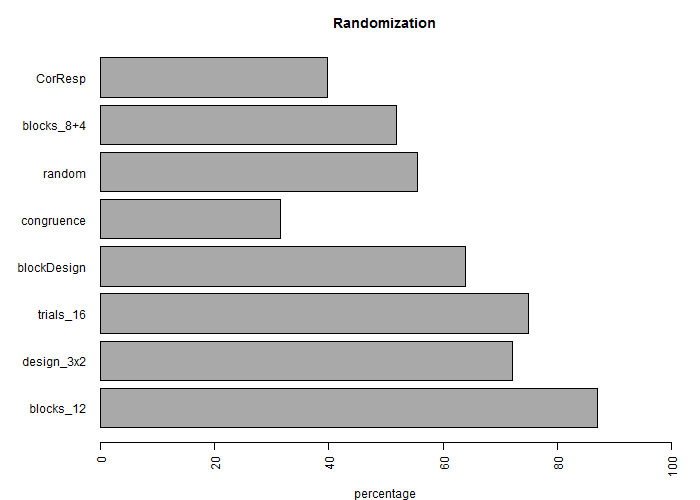 Randomization
CorResp
blocks_8+4
random
congruence
blockDesign
trials_16
design_3x2
blocks_12
0 20 40 60 80 100
percentage